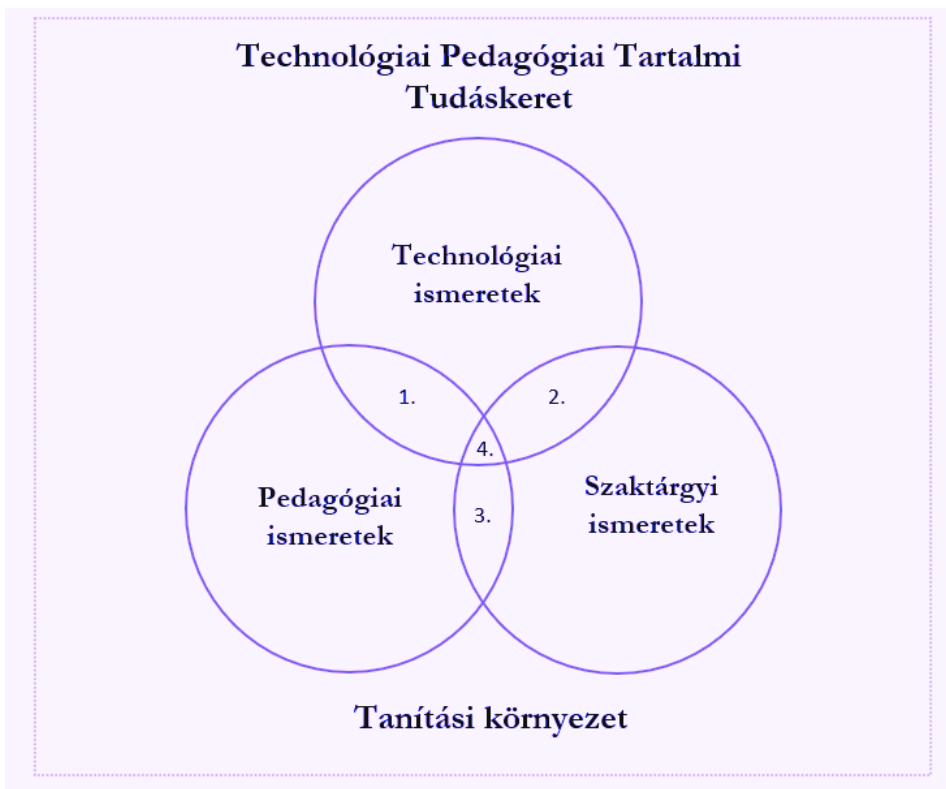 Technológiai Pedagógiai Tartalmi
Tudáskeret
Technológiai
ismeretek
1.
2.
4.
Pedagógiai
ismeretek
3.
Szaktárgyi
ismeretek
Tanítási környezet